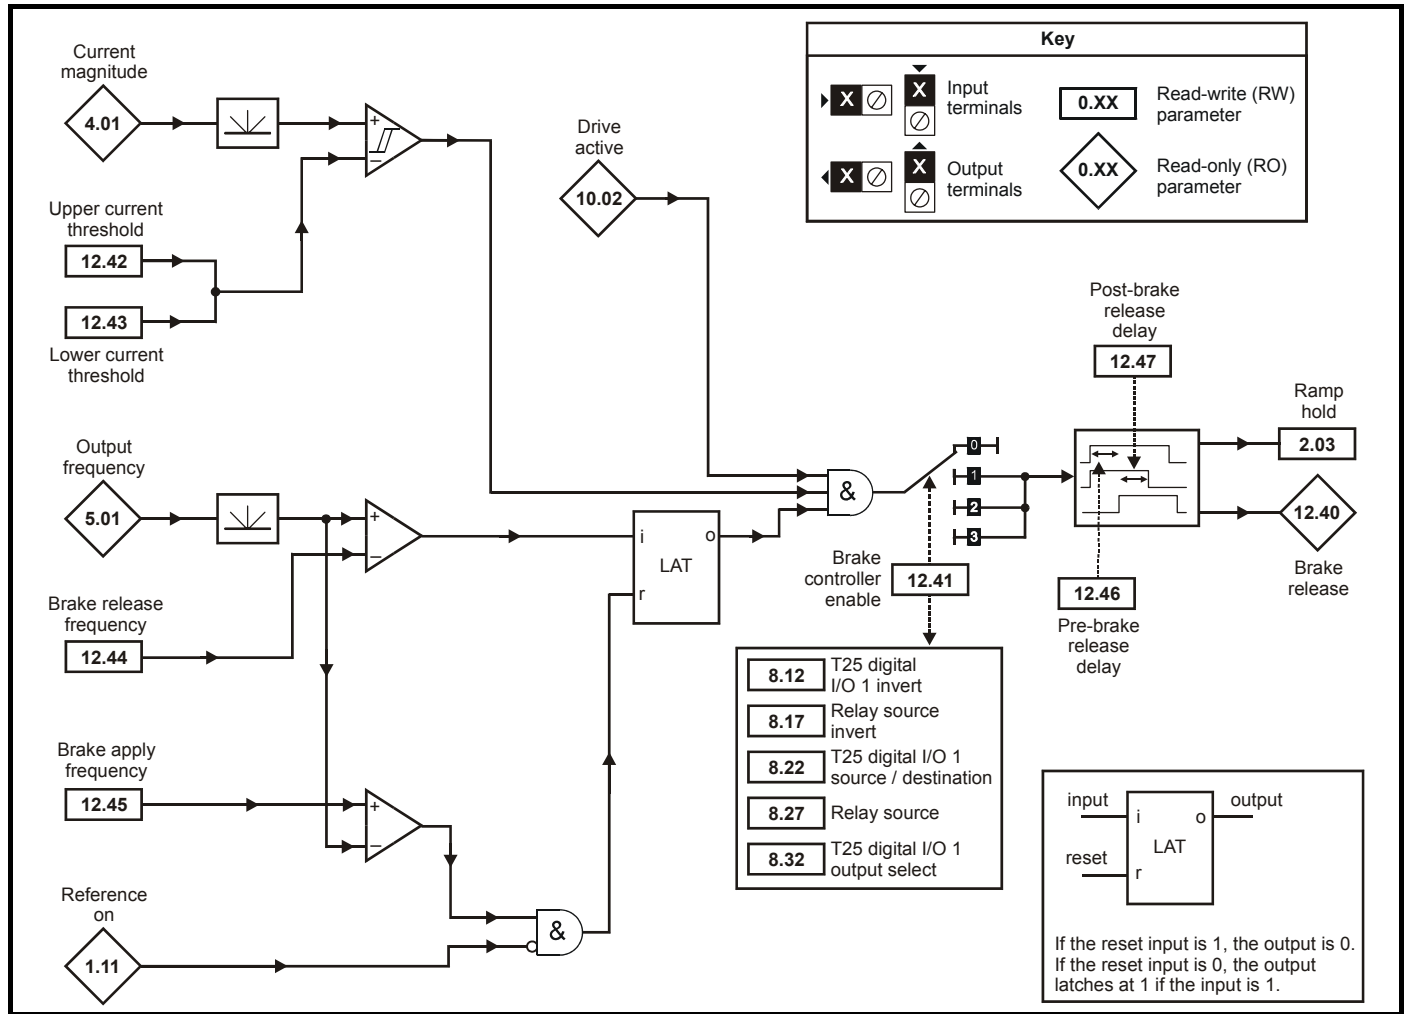 Current
magnitude
4.01
+
−
Upper current
threshold
12.42
12.43
Lower current
threshold
Drive
active
10.02
Key
X
X
Input
terminals
0.XX
Read-write (RW)
parameter
X
X
Output
terminals
0.XX
Read-only (RO)
parameter
Output
frequency
5.01
+
−
Brake release
frequency
12.44
i
o
LAT
r
&
0
1
2
3
Brake
controller
enable
12.41
Post-brake
release
delay
12.47
12.46
Pre-brake
release
delay
Ramp
hold
2.03
12.40
Brake
release
Brake apply
frequency
12.45
+
−
Reference
on
1.11
&
8.12
T25 digital
I/O 1 invert
8.17
Relay source
invert
8.22
T25 digital I/O 1
source / destination
8.27
Relay source
8.32
T25 digital I/O 1
output select
input
i
o
output
LAT
reset
r
If the reset input is 1, the output is 0.
If the reset input is 0, the output
latches at 1 if the input is 1.